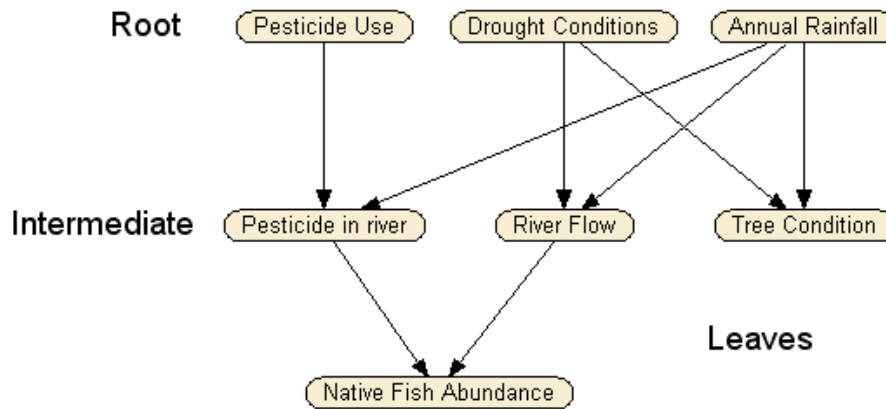 Root
Pesticide Use
Drought Conditions
Annual Rainfall
Intermediate
Pesticide in river
River Flow
Tree Condition
Leaves
Native Fish Abundance